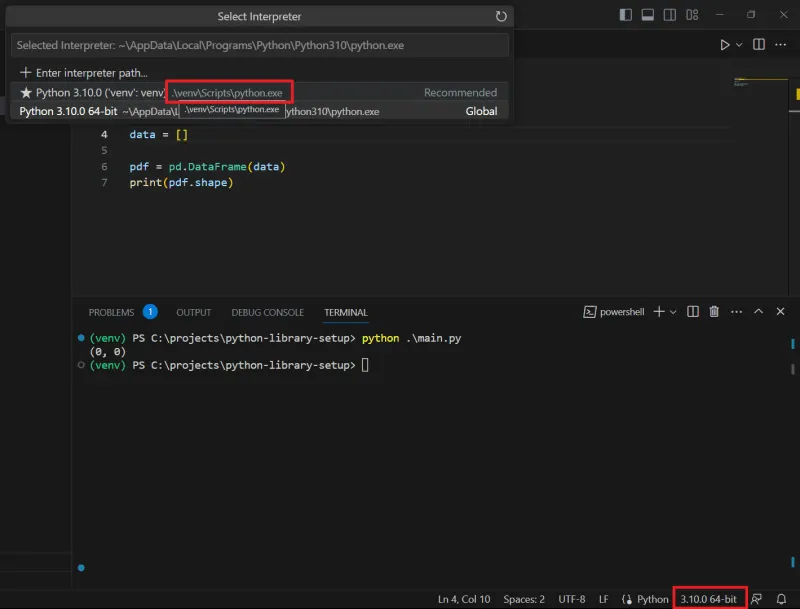 Select Interpreter
Selected Interpreter: ~\AppData\Local\Programs\Python\Python310\python.exe
Enter interpreter path...
Python 3.10.0 ('venv': venv) .\venv\Scripts\python.exe Recommended
Python 3.10.0 64-bit ~\AppData\L .\venv\Scripts\python.exe ython310\python.exe Global
4 data = []
5
6 pdf = pd.DataFrame(data)
7 print(pdf.shape)
PROBLEMS 1 OUTPUT DEBUG CONSOLE TERMINAL powershell
(venv) PS C:\projects\python-library-setup> python .\main.py
(0, 0)
(venv) PS C:\projects\python-library-setup>
Ln 4, Col 10 Spaces: 2 UTF-8 LF Python 3.10.0 64-bit